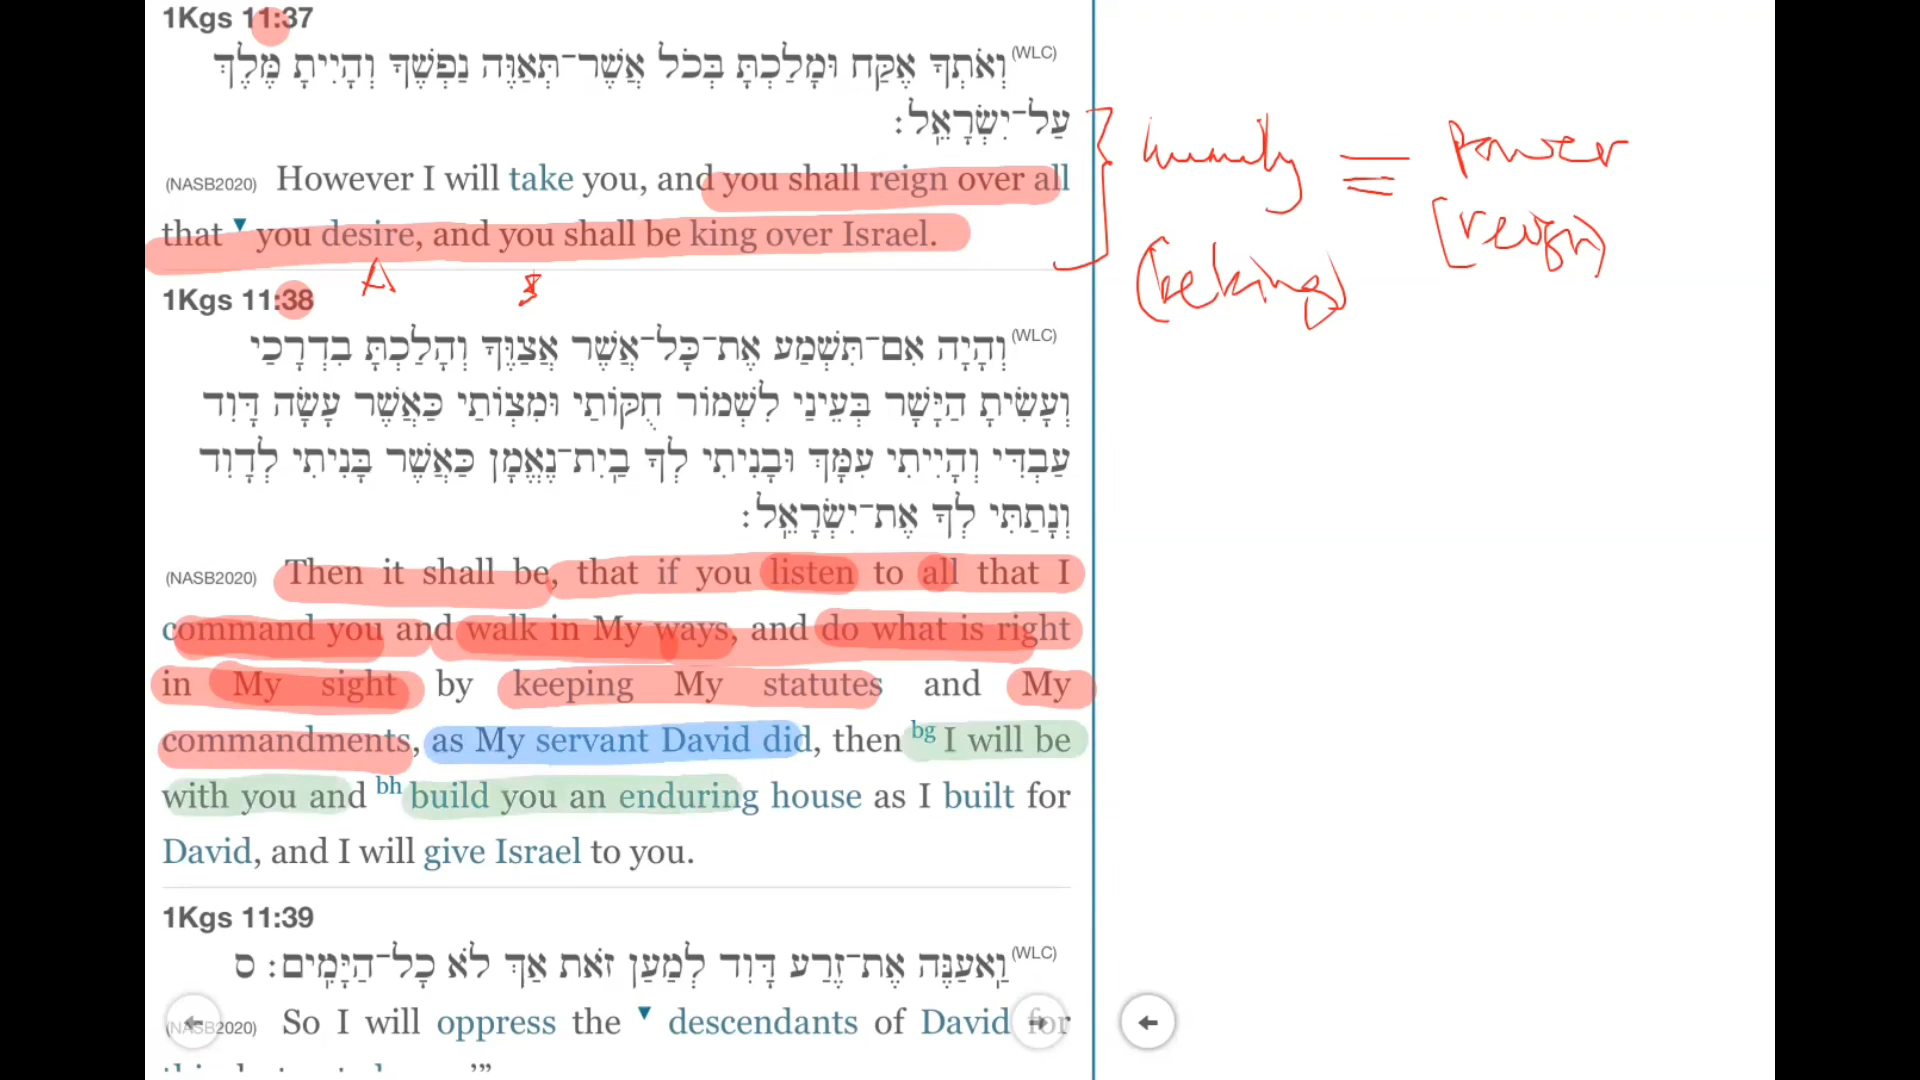 1Kgs 11:37
(WLC) וְאֹתְךָ אֶקַּח וּמָלַכְתָּ בְּכֹל אֲשֶׁר־תְּאַוֶּה נַפְשֶׁךָ וְהָיִיתָ מֶּלֶךְ
עַל־יִשְׂרָאֵל׃
(NASB2020) However I will take you, and you shall reign over all
that you desire, and you shall be king over Israel.
A
1Kgs 11:38
(WLC) וְהָיָה אִם־תִּשְׁמַע אֶת־כָּל־אֲשֶׁר אֲצַוֶּךָ וְהָלַכְתָּ בִדְרָכַי
וְעָשִׂיתָ הַיָּשָׁר בְּעֵינַי לִשְׁמוֹר חֻקּוֹתַי וּמִצְוֹתַי כַּאֲשֶׁר עָשָׂה דָּוִד
עַבְדִּי וְהָיִיתִי עִמָּךְ וּבָנִיתִי לְךָ בַיִת־נֶאֱמָן כַּאֲשֶׁר בָּנִיתִי לְדָוִד
וְנָתַתִּי לְךָ אֶת־יִשְׂרָאֵל׃
(NASB2020) Then it shall be, that if you listen to all that I
command you and walk in My ways, and do what is right
in My sight by keeping My statutes and My
commandments, as My servant David did, then bg I will be
with you and bh build you an enduring house as I built for
David, and I will give Israel to you.
1Kgs 11:39
(WLC) וַאעַנֶּה אֶת־זֶרַע דָּוִד לְמַעַן זֹאת אַךְ לֹא כָל־הַיָּמִים׃ ס
(NASB2020) So I will oppress the descendants of David for
power
(be king)
(reign)